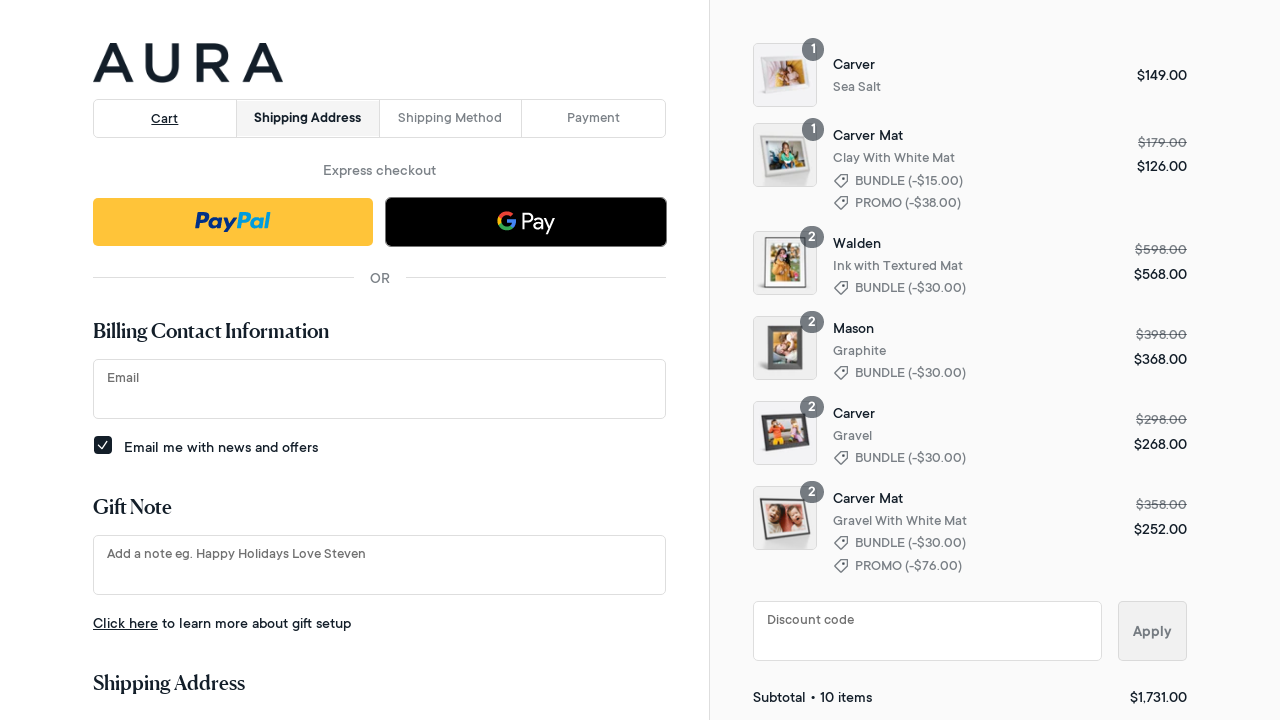 AURA
Cart
Shipping Address
Shipping Method
Payment
Express checkout
PayPal
G Pay
OR
Billing Contact Information
Email
Email me with news and offers
Gift Note
Add a note eg. Happy Holidays Love Steven
Click here to learn more about gift setup
Shipping Address
1
Carver
Sea Salt
$149.00
1
Carver Mat
Clay With White Mat
BUNDLE (-$15.00)
PROMO (-$38.00)
$179.00
$126.00
2
Walden
Ink with Textured Mat
BUNDLE (-$30.00)
$598.00
$568.00
2
Mason
Graphite
BUNDLE (-$30.00)
$398.00
$368.00
2
Carver
Gravel
BUNDLE (-$30.00)
$298.00
$268.00
2
Carver Mat
Gravel With White Mat
BUNDLE (-$30.00)
PROMO (-$76.00)
$358.00
$252.00
Discount code
Apply
Subtotal • 10 items
$1,731.00